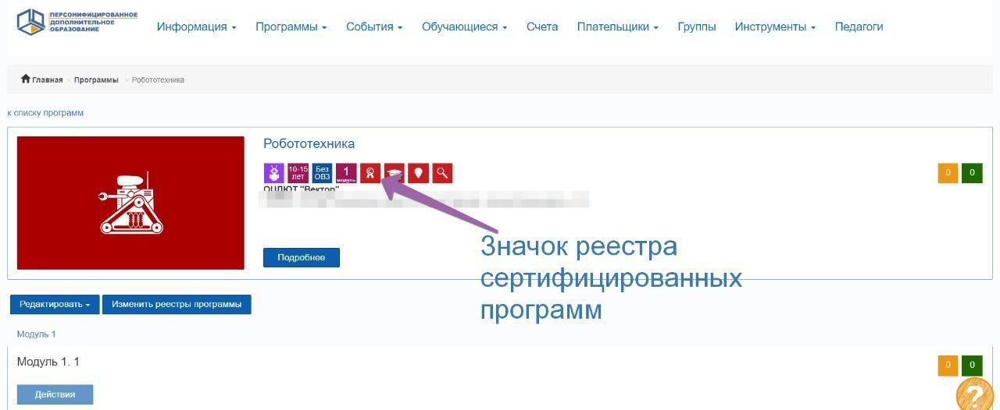 ПЕРСОНИФИЦИРОВАННОЕ
ДОПОЛНИТЕЛЬНОЕ
ОБРАЗОВАНИЕ
Информация Программы События Обучающиеся Счета Плательщики Группы Инструменты Педагоги
Главная > Программы > Робототехника
к списку программ
Робототехника
10-15 лет
Без ОВЗ
1 модуль
0 0
ОЦДЮТ "Вектор"
Значок реестра
сертифицированных
программ
Подробнее
Редактировать Изменить реестры программы
Модуль 1
Модуль 1. 1
0 0
Действия
?